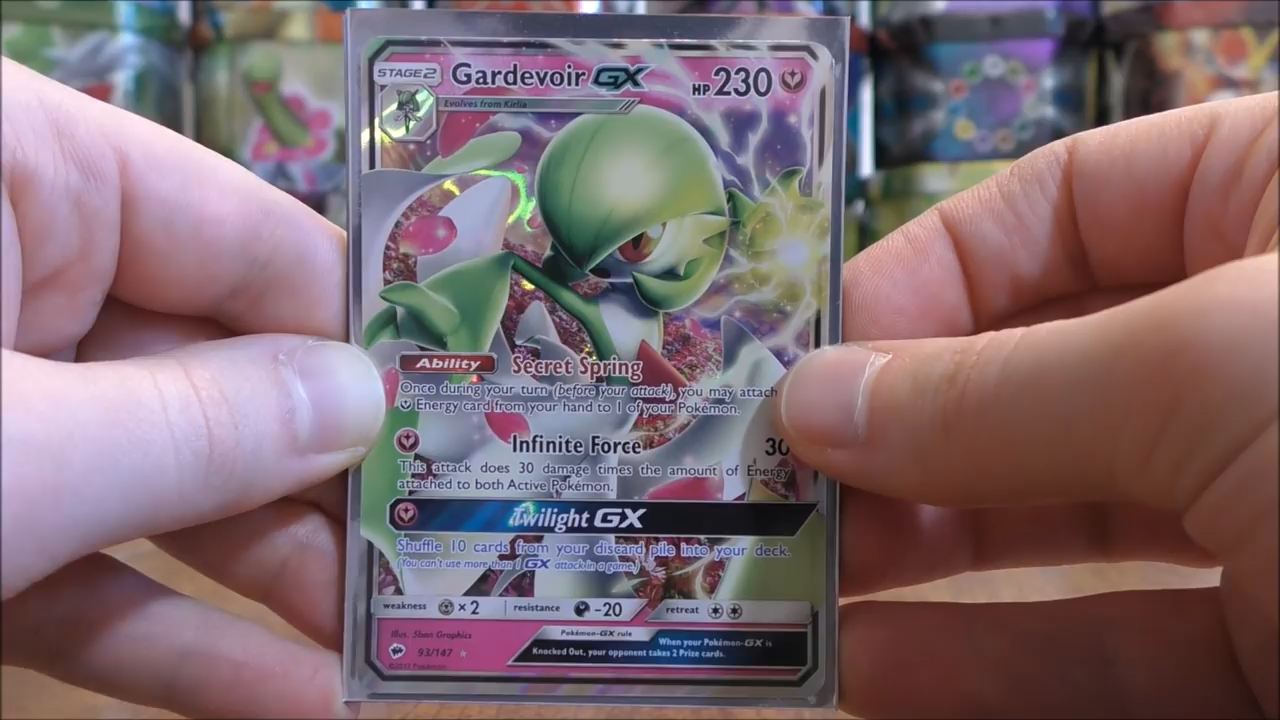 STAGE2 Gardevoir GX HP230
Evolves from Kirlia
Ability Secret Spring
Once during your turn (before your attack), you may attach
Energy card from your hand to 1 of your Pokémon.
Infinite Force 30
This attack does 30 damage times the amount of Energy
attached to both Active Pokémon.
Twilight GX
Shuffle 10 cards from your discard pile into your deck.
(You can't use more than 1 GX attack in a game.)
weakness ×2 resistance -20 retreat
Illus. 5ban Graphics
Pokémon-GX rule
When your Pokémon-GX is
Knocked Out, your opponent takes 2 Prize cards.
93/147
©2017 Pokémon